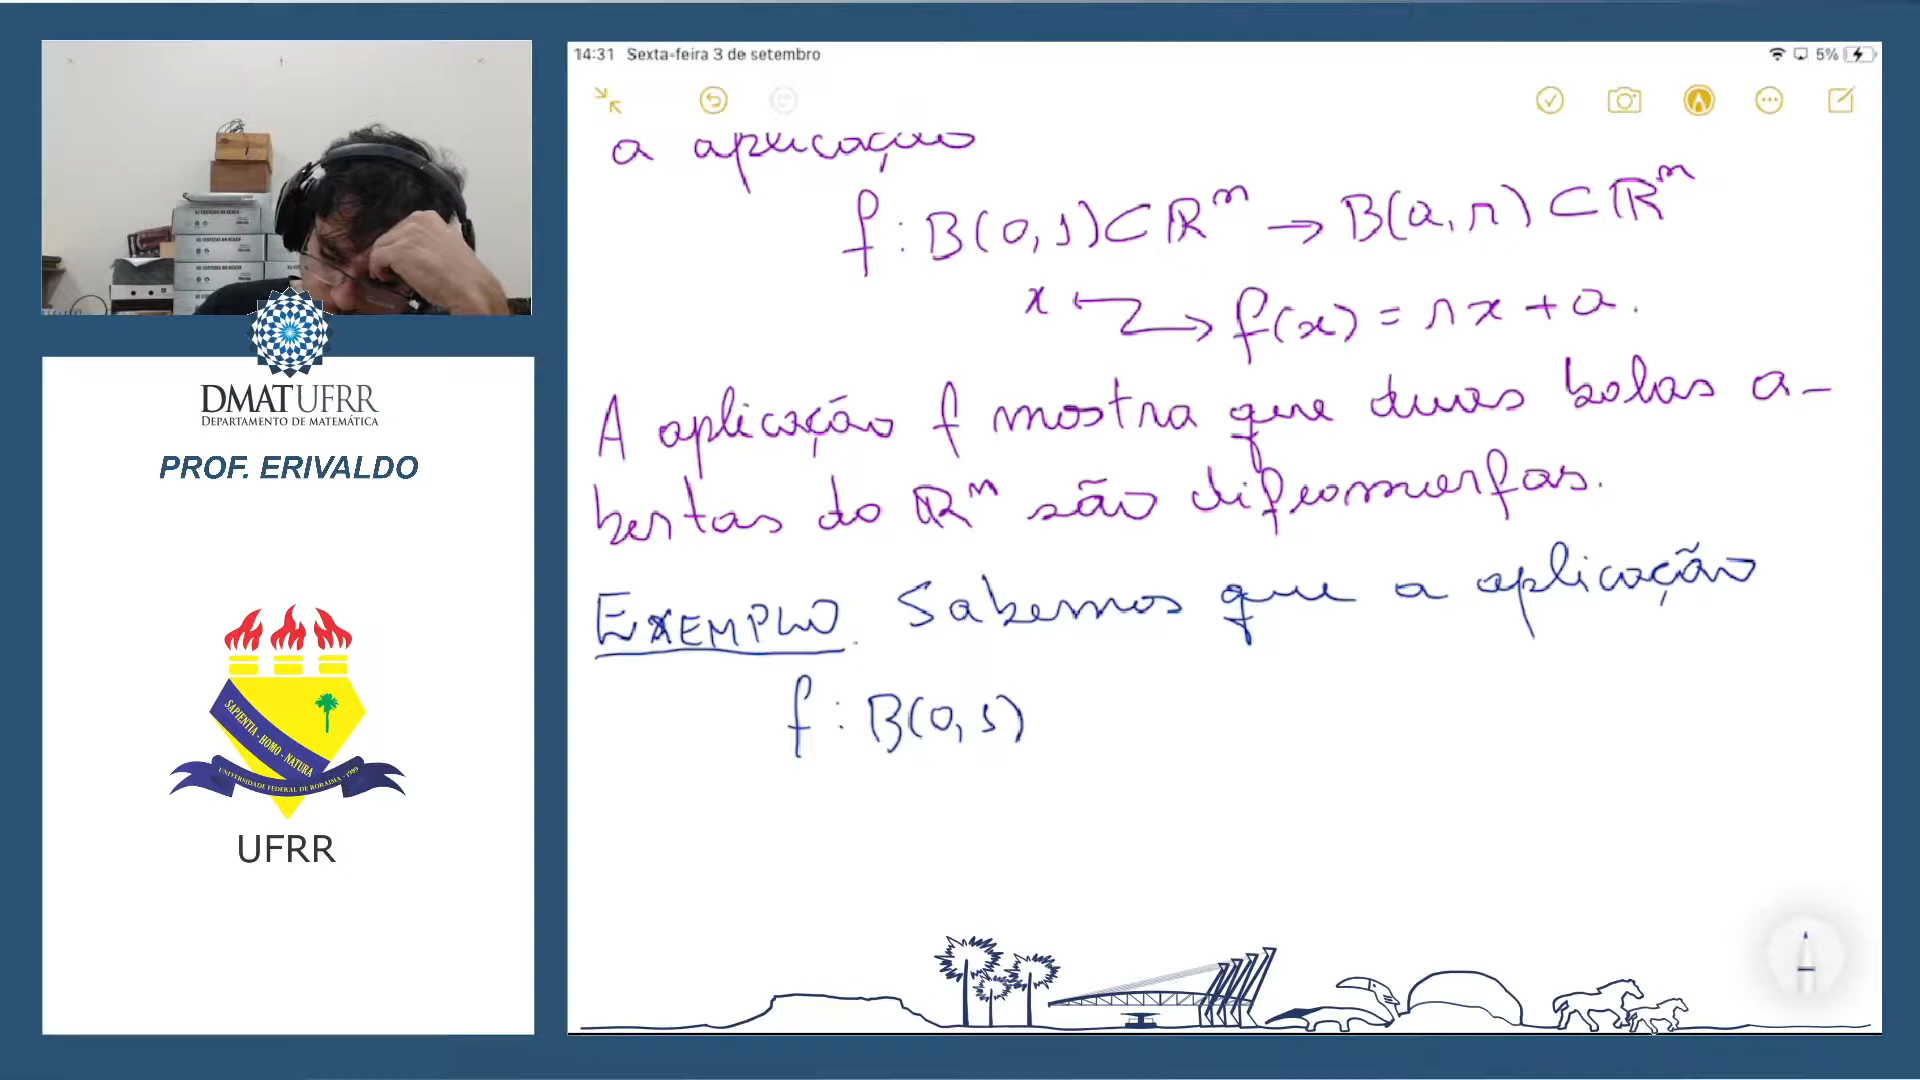 14:31 Sexta-feira 3 de setembro
5%
a aplicação
f : B(0,1) ⊂ ℝⁿ → B(a,r) ⊂ ℝⁿ
x ↦ f(x) = rx + a.
A aplicação f mostra que duas bolas a-
bertas do ℝⁿ são difeomorfas.
EXEMPLO. Sabemos que a aplicação
f : B(0,1)
DMATUFRR
DEPARTAMENTO DE MATEMÁTICA
PROF. ERIVALDO
SAPIENTIA - HOMO - NATURA
UNIVERSIDADE FEDERAL DE RORAIMA - 1989
UFRR